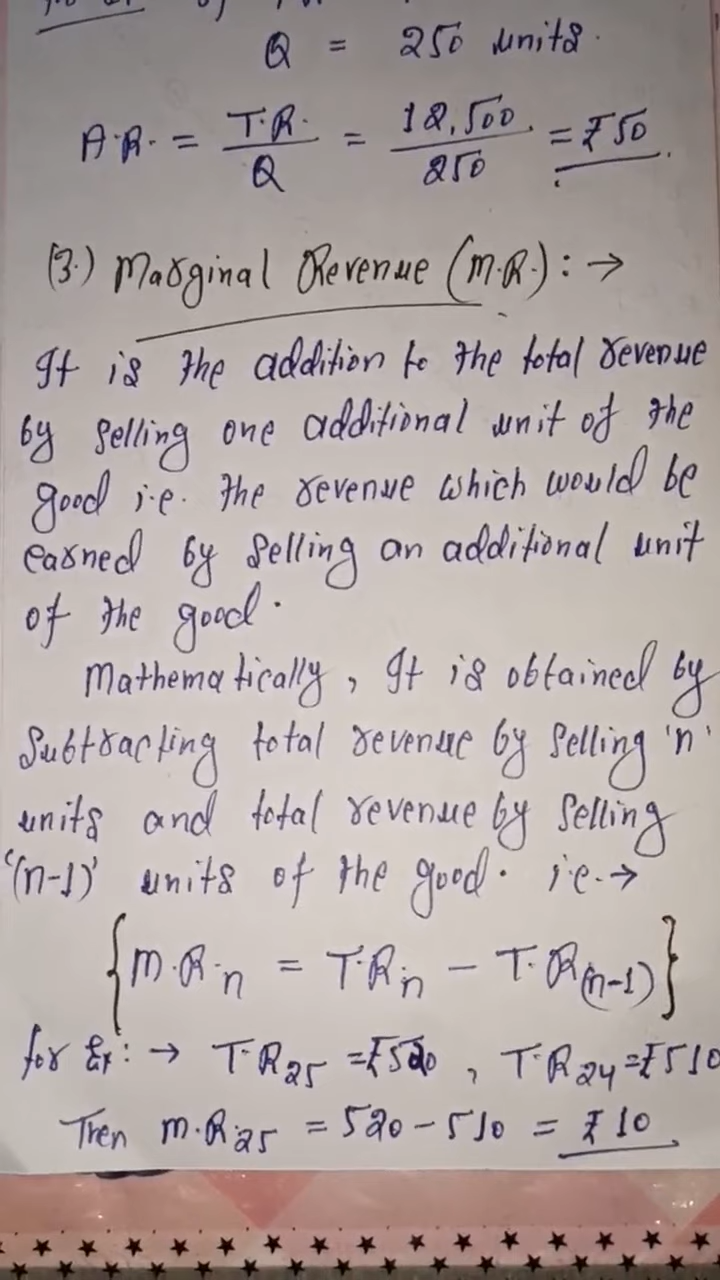 Q = 250 units.
A.R. = T.R. / Q = 12,500 / 250 = ₹50.
(3.) Marginal Revenue (M.R.): →
It is the addition to the total revenue
by selling one additional unit of the
good i.e. the revenue which would be
earned by selling an additional unit
of the good.
Mathematically, It is obtained by
Subtracting total revenue by selling 'n'
units and total revenue by selling
'(n-1)' units of the good. i.e. →
{M.R.n = T.Rn - T.R(n-1)}
for Ex: → T.R25 = ₹520, T.R24 = ₹510
Then M.R25 = 520 - 510 = ₹10.